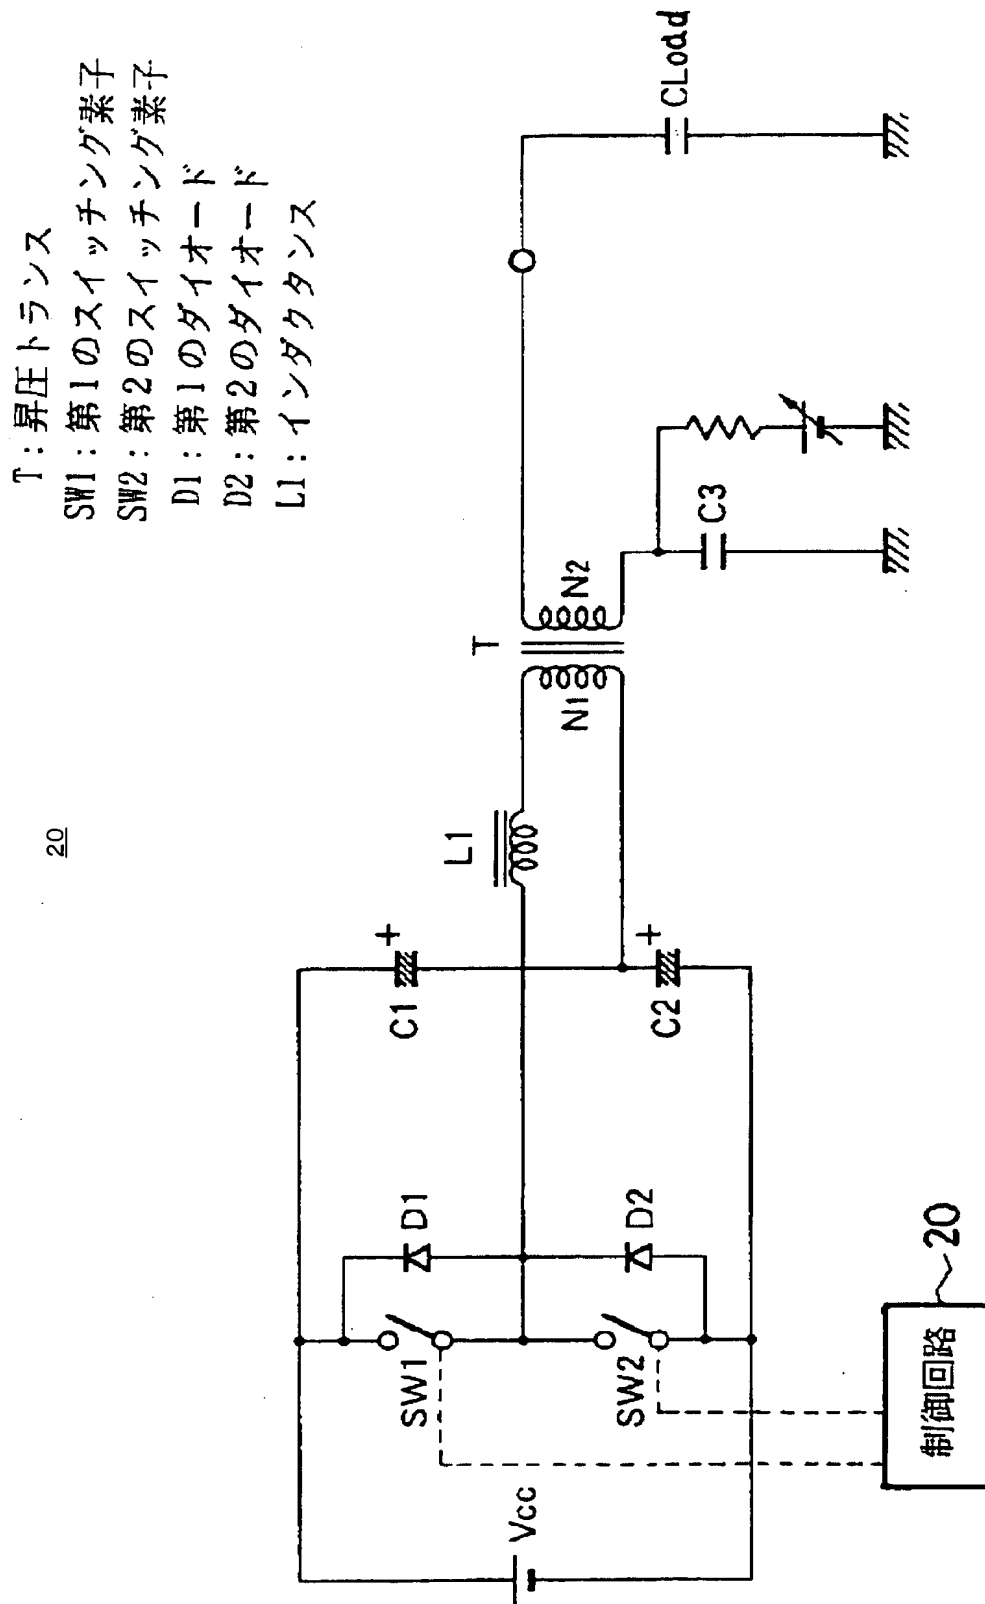 T：昇圧トランス
SW1：第1のスイッチング素子
SW2：第2のスイッチング素子
D1：第1のダイオード
D2：第2のダイオード
L1：インダクタンス
20
Vcc
SW1
SW2
D1
D2
C1
+
C2
+
L1
T
N1
N2
C3
CLoad
制御回路
20